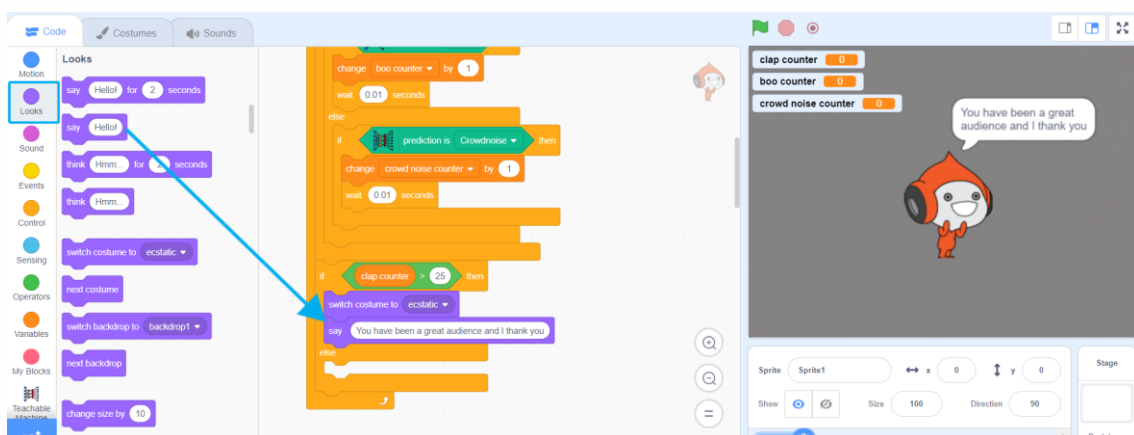 Code
Costumes
Sounds
Motion
Looks
Sound
Events
Control
Sensing
Operators
Variables
My Blocks
Teachable
Machine
Looks
say Hello! for 2 seconds
say Hello!
think Hmm... for 2 seconds
think Hmm...
switch costume to ecstatic
next costume
switch backdrop to backdrop1
next backdrop
change size by 10
change boo counter by 1
wait 0.01 seconds
else
if prediction is Crowdnoise then
change crowd noise counter by 1
wait 0.01 seconds
if clap counter > 25 then
switch costume to ecstatic
say You have been a great audience and I thank you
else
clap counter 0
boo counter 0
crowd noise counter 0
You have been a great
audience and I thank you
Sprite Sprite1 x 0 y 0
Show Size 100 Direction 90
Stage